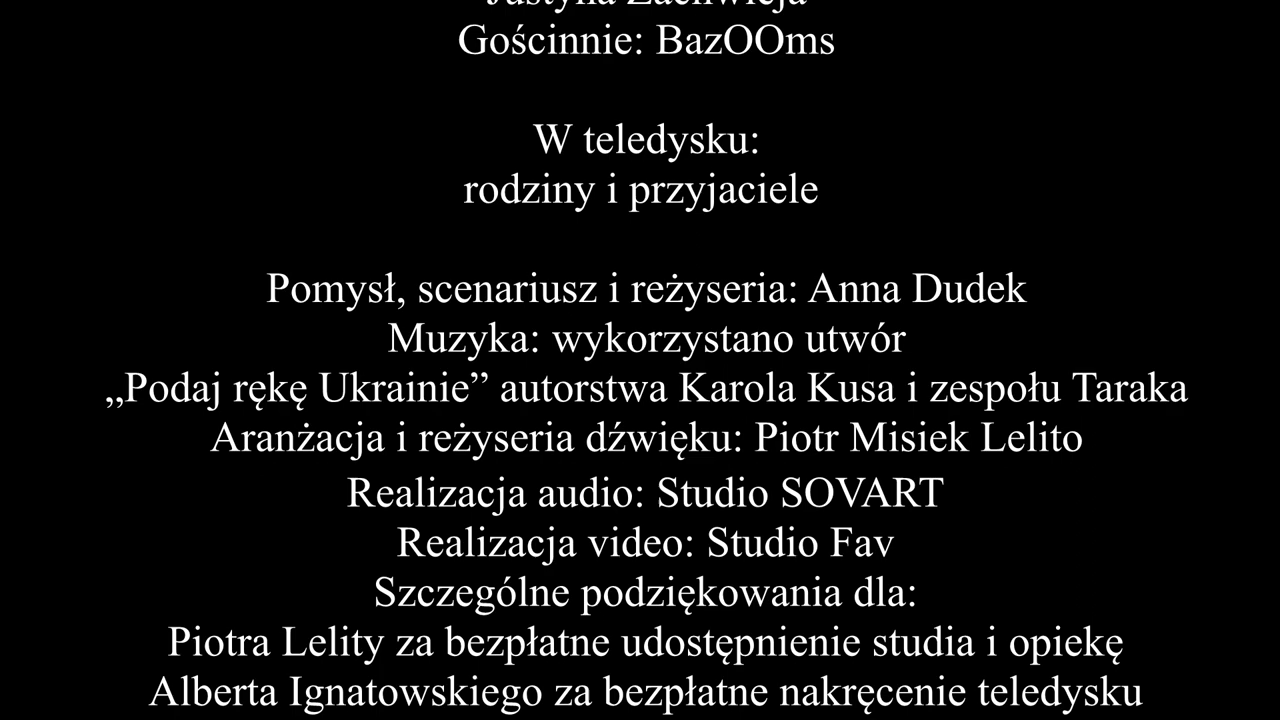 Gościnnie: BazOOms
W teledysku:
rodziny i przyjaciele
Pomysł, scenariusz i reżyseria: Anna Dudek
Muzyka: wykorzystano utwór
„Podaj rękę Ukrainie” autorstwa Karola Kusa i zespołu Taraka
Aranżacja i reżyseria dźwięku: Piotr Misiek Lelito
Realizacja audio: Studio SOVART
Realizacja video: Studio Fav
Szczególne podziękowania dla:
Piotra Lelity za bezpłatne udostępnienie studia i opiekę
Alberta Ignatowskiego za bezpłatne nakręcenie teledysku